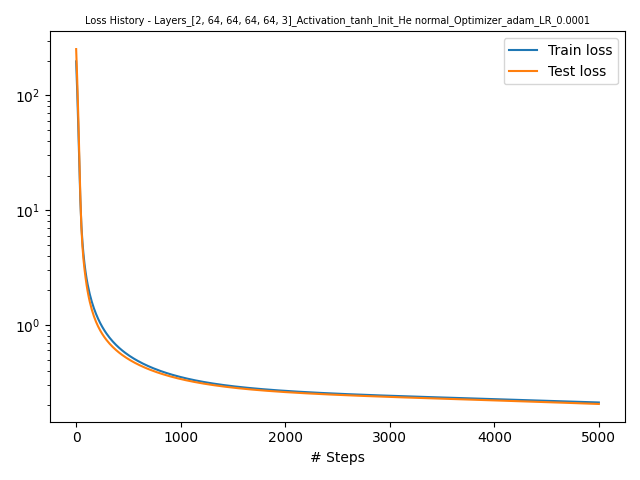 Loss History - Layers_[2, 64, 64, 64, 64, 3]_Activation_tanh_Init_He normal_Optimizer_adam_LR_0.0001
Train loss
Test loss
10²
10¹
10⁰
0 1000 2000 3000 4000 5000
# Steps